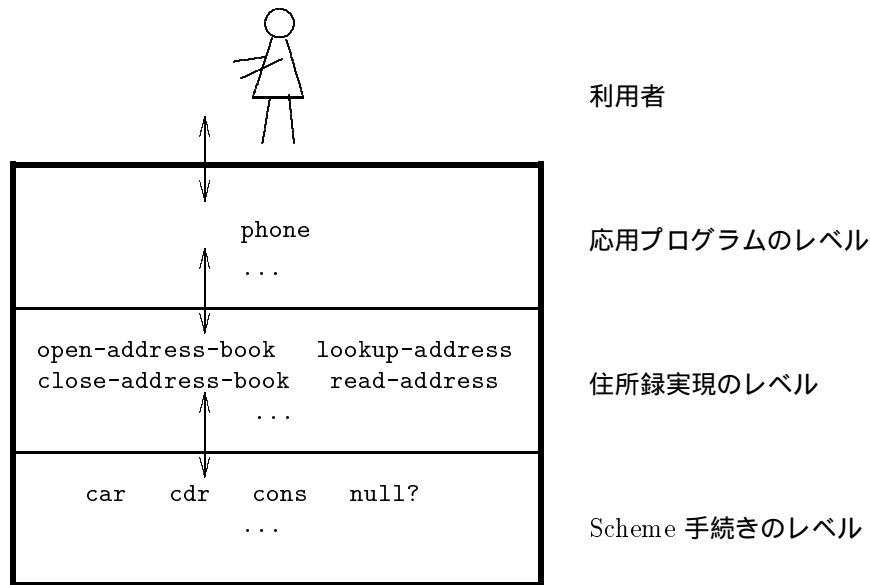 利用者
phone
...
応用プログラムのレベル
open-address-book lookup-address
close-address-book read-address
...
住所録実現のレベル
car cdr cons null?
...
Scheme 手続きのレベル